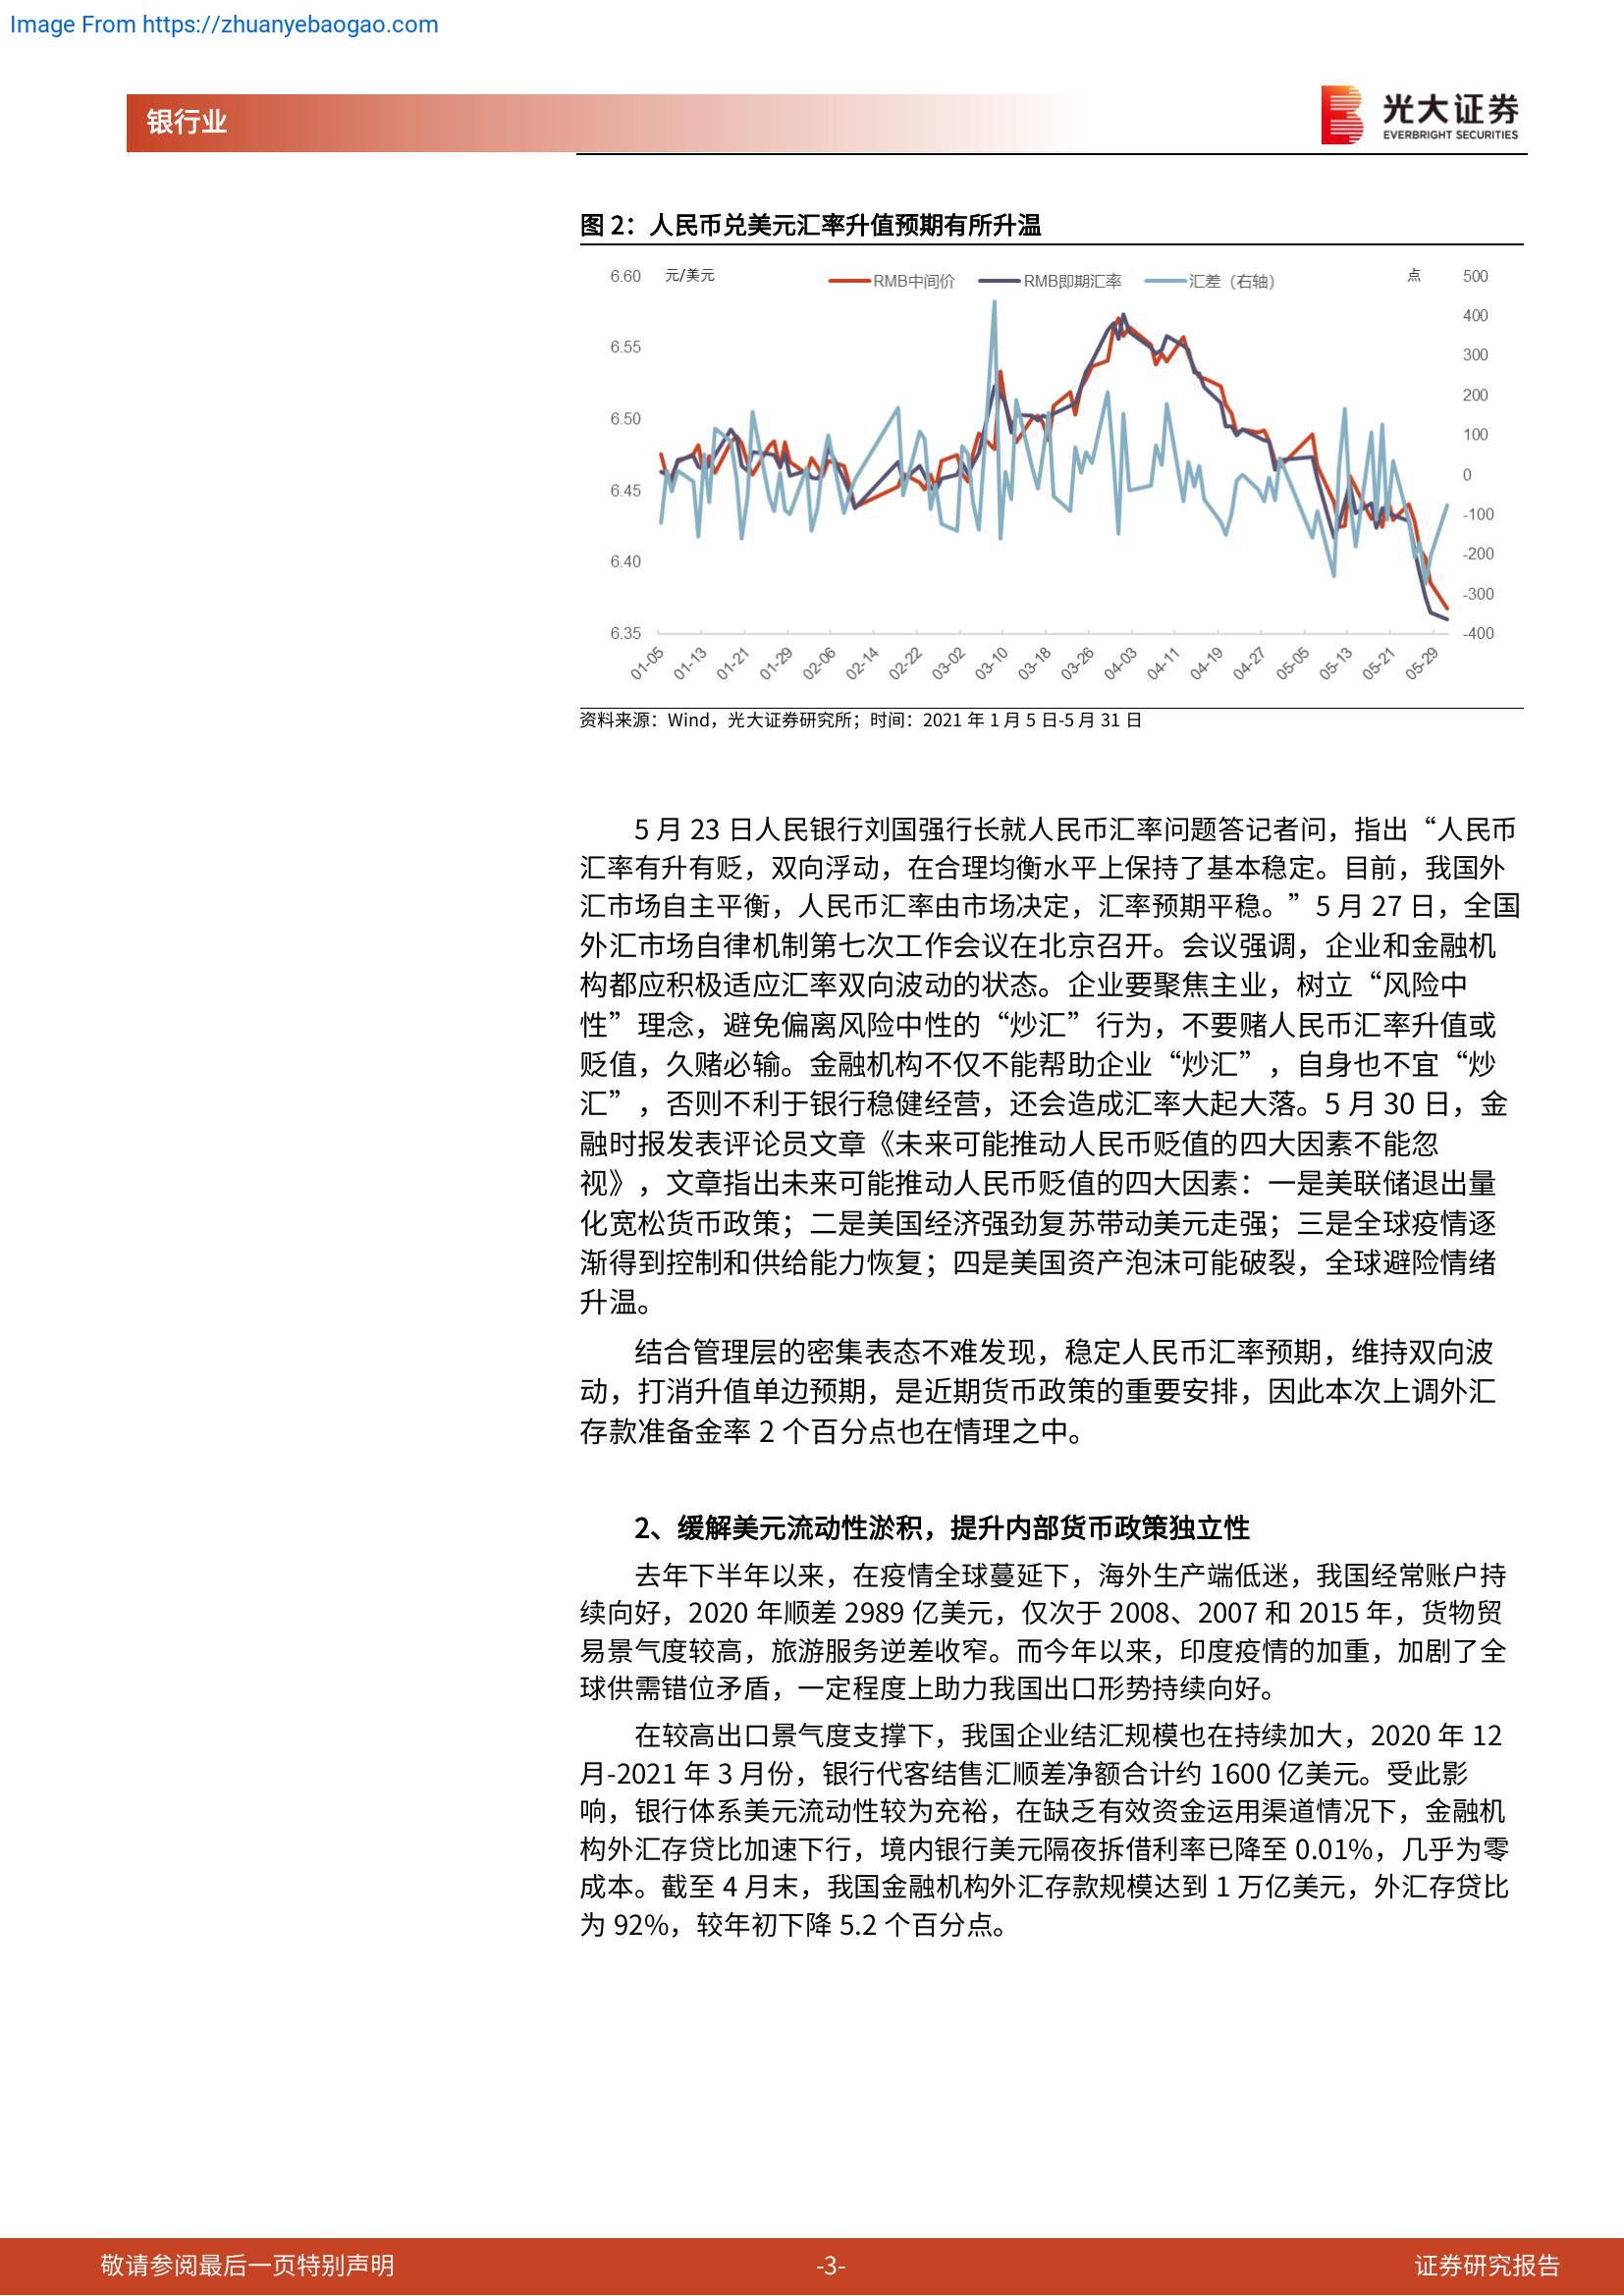 Image From https://zhuanyebaogao.com
银行业
光大证券
EVERBRIGHT SECURITIES
图 2：人民币兑美元汇率升值预期有所升温
元/美元
RMB中间价
RMB即期汇率
汇差（右轴）
点
6.60
6.55
6.50
6.45
6.40
6.35
500
400
300
200
100
0
-100
-200
-300
-400
01-05
01-13
01-21
01-29
02-06
02-14
02-22
03-02
03-10
03-18
03-26
04-03
04-11
04-19
04-27
05-05
05-13
05-21
05-29
资料来源：Wind，光大证券研究所；时间：2021 年 1 月 5 日-5 月 31 日
5 月 23 日人民银行刘国强行长就人民币汇率问题答记者问，指出“人民币
汇率有升有贬，双向浮动，在合理均衡水平上保持了基本稳定。目前，我国外
汇市场自主平衡，人民币汇率由市场决定，汇率预期平稳。”5 月 27 日，全国
外汇市场自律机制第七次工作会议在北京召开。会议强调，企业和金融机
构都应积极适应汇率双向波动的状态。企业要聚焦主业，树立“风险中
性”理念，避免偏离风险中性的“炒汇”行为，不要赌人民币汇率升值或
贬值，久赌必输。金融机构不仅不能帮助企业“炒汇”，自身也不宜“炒
汇”，否则不利于银行稳健经营，还会造成汇率大起大落。5 月 30 日，金
融时报发表评论员文章《未来可能推动人民币贬值的四大因素不能忽
视》，文章指出未来可能推动人民币贬值的四大因素：一是美联储退出量
化宽松货币政策；二是美国经济强劲复苏带动美元走强；三是全球疫情逐
渐得到控制和供给能力恢复；四是美国资产泡沫可能破裂，全球避险情绪
升温。
结合管理层的密集表态不难发现，稳定人民币汇率预期，维持双向波
动，打消升值单边预期，是近期货币政策的重要安排，因此本次上调外汇
存款准备金率 2 个百分点也在情理之中。
2、缓解美元流动性淤积，提升内部货币政策独立性
去年下半年以来，在疫情全球蔓延下，海外生产端低迷，我国经常账户持
续向好，2020 年顺差 2989 亿美元，仅次于 2008、2007 和 2015 年，货物贸
易景气度较高，旅游服务逆差收窄。而今年以来，印度疫情的加重，加剧了全
球供需错位矛盾，一定程度上助力我国出口形势持续向好。
在较高出口景气度支撑下，我国企业结汇规模也在持续加大，2020 年 12
月-2021 年 3 月份，银行代客结售汇顺差净额合计约 1600 亿美元。受此影
响，银行体系美元流动性较为充裕，在缺乏有效资金运用渠道情况下，金融机
构外汇存贷比加速下行，境内银行美元隔夜拆借利率已降至 0.01%，几乎为零
成本。截至 4 月末，我国金融机构外汇存款规模达到 1 万亿美元，外汇存贷比
为 92%，较年初下降 5.2 个百分点。
敬请参阅最后一页特别声明
-3-
证券研究报告